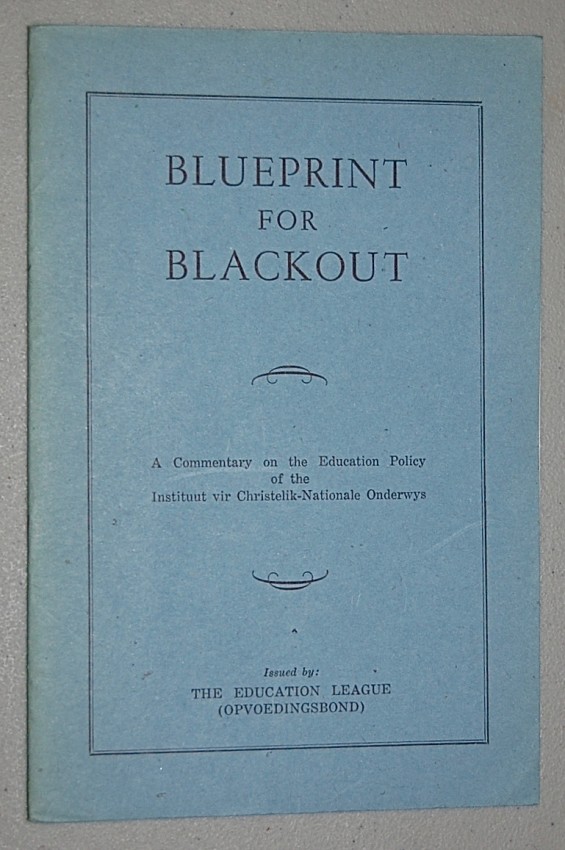 BLUEPRINT
FOR
BLACKOUT
A Commentary on the Education Policy
of the
Instituut vir Christelik-Nationale Onderwys
Issued by:
THE EDUCATION LEAGUE
(OPVOEDINGSBOND)